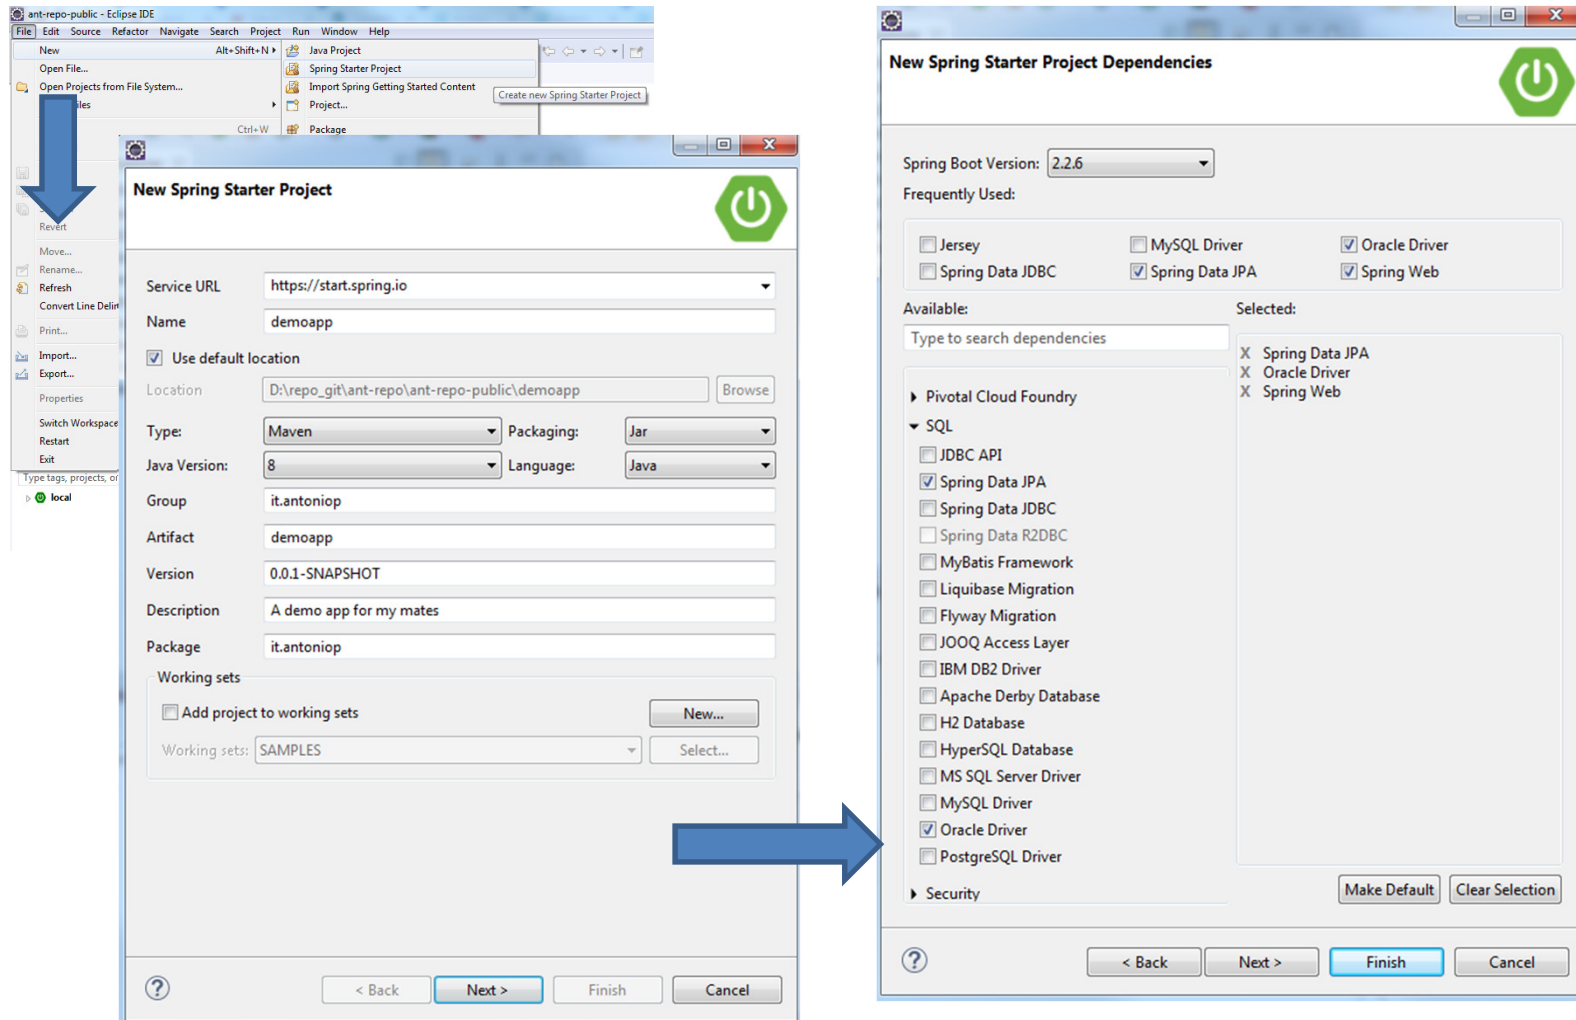 ant-repo-public - Eclipse IDE
File Edit Source Refactor Navigate Search Project Run Window Help
New Alt+Shift+N
Open File...
Open Projects from File System...
Ctrl+W
Revert
Move...
Rename...
Refresh
Print...
Import...
Export...
Properties
Switch Workspace
Restart
Exit
local
Java Project
Spring Starter Project
Import Spring Getting Started Content
Project...
Package
Create new Spring Starter Project
New Spring Starter Project
Service URL https://start.spring.io
Name demoapp
Use default location
Location D:\repo_git\ant-repo\ant-repo-public\demoapp Browse
Type: Maven Packaging: Jar
Java Version: 8 Language: Java
Group it.antoniop
Artifact demoapp
Version 0.0.1-SNAPSHOT
Description A demo app for my mates
Package it.antoniop
Working sets
Add project to working sets New...
Working sets: SAMPLES Select...
? < Back Next > Finish Cancel
New Spring Starter Project Dependencies
Spring Boot Version: 2.2.6
Frequently Used:
Jersey MySQL Driver Oracle Driver
Spring Data JDBC Spring Data JPA Spring Web
Available:
Type to search dependencies
Pivotal Cloud Foundry
SQL
JDBC API
Spring Data JPA
Spring Data JDBC
Spring Data R2DBC
MyBatis Framework
Liquibase Migration
Flyway Migration
JOOQ Access Layer
IBM DB2 Driver
Apache Derby Database
H2 Database
HyperSQL Database
MS SQL Server Driver
MySQL Driver
Oracle Driver
PostgreSQL Driver
Security
Selected:
X Spring Data JPA
X Oracle Driver
X Spring Web
Make Default Clear Selection
? < Back Next > Finish Cancel